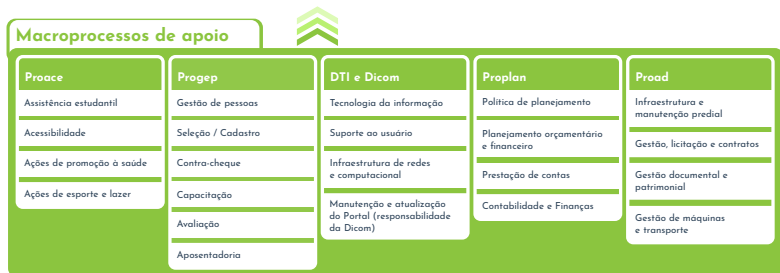 Macroprocessos de apoio
Proace
Assistência estudantil
Acessibilidade
Ações de promoção à saúde
Ações de esporte e lazer
Progep
Gestão de pessoas
Seleção / Cadastro
Contra-cheque
Capacitação
Avaliação
Aposentadoria
DTI e Dicom
Tecnologia da informação
Suporte ao usuário
Infraestrutura de redes
e computacional
Manutenção e atualização
do Portal (responsabilidade
da Dicom)
Proplan
Política de planejamento
Planejamento orçamentário
e financeiro
Prestação de contas
Contabilidade e Finanças
Proad
Infraestrutura e
manutenção predial
Gestão, licitação e contratos
Gestão documental e
patrimonial
Gestão de máquinas
e transporte